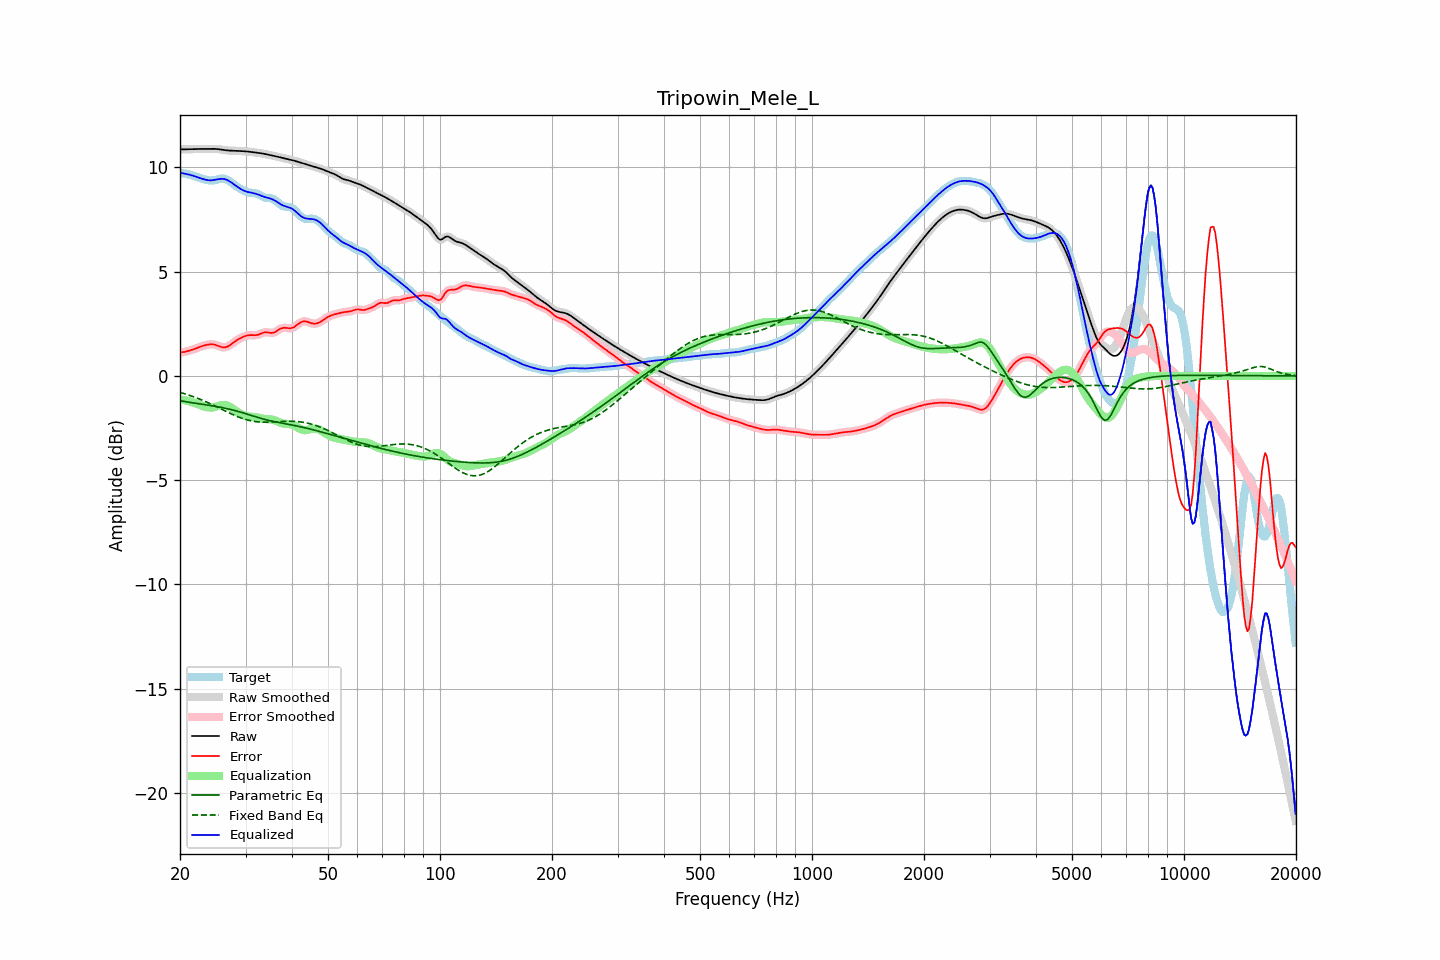 Tripowin_Mele_L
Amplitude (dBr)
10
5
0
−5
−10
−15
−20
Target
Raw Smoothed
Error Smoothed
Raw
Error
Equalization
Parametric Eq
Fixed Band Eq
Equalized
20 50 100 200 500 1000 2000 5000 10000 20000
Frequency (Hz)